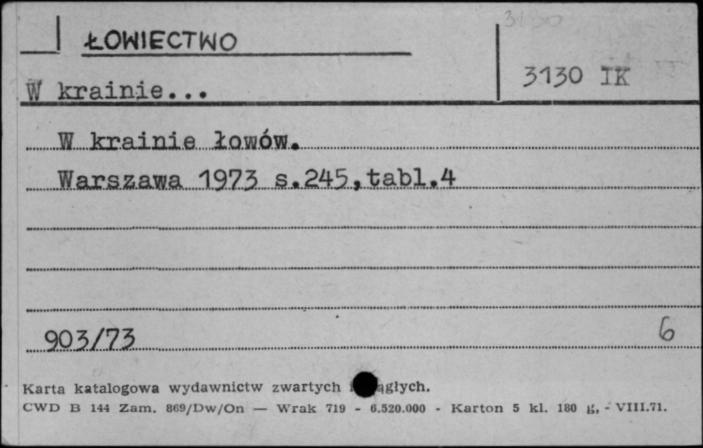 3130
ŁOWIECTWO
3130 IK
W krainie...
W krainie łowów.
Warszawa 1973 s.245,tabl.4
903/73
6
Karta katalogowa wydawnictw zwartych
CWD B 144 Zam. 869/Dw/On — Wrak 719 - 6.520.000 - Karton 5 kl. 180 g, - VIII.71.